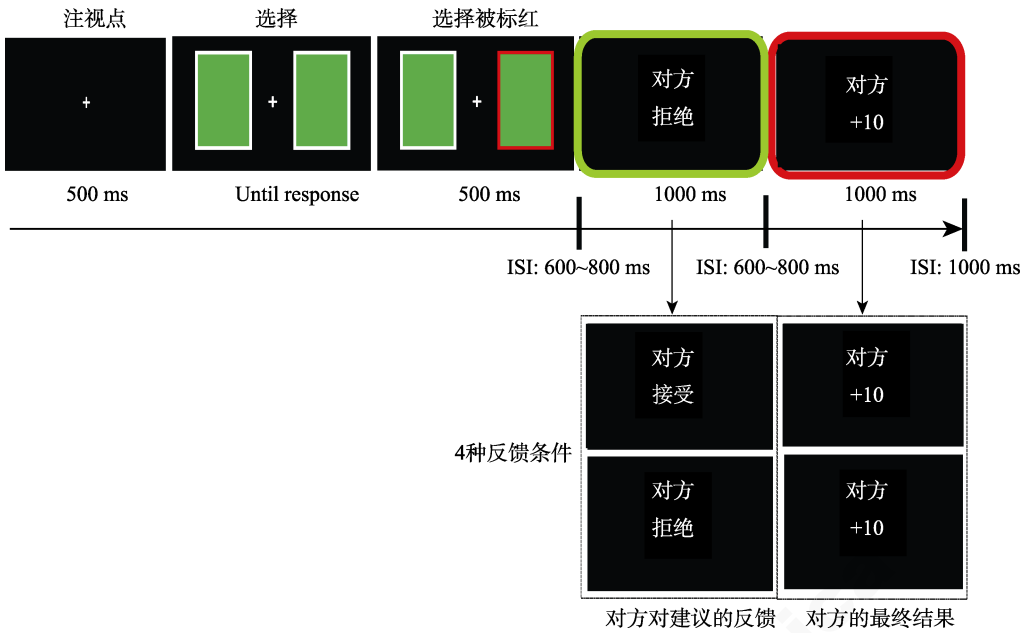 注视点
选择
选择被标红
+
+
+
对方
拒绝
对方
+10
500 ms
Until response
500 ms
1000 ms
1000 ms
ISI: 600~800 ms
ISI: 600~800 ms
ISI: 1000 ms
对方
接受
对方
+10
4种反馈条件
对方
拒绝
对方
+10
对方对建议的反馈
对方的最终结果